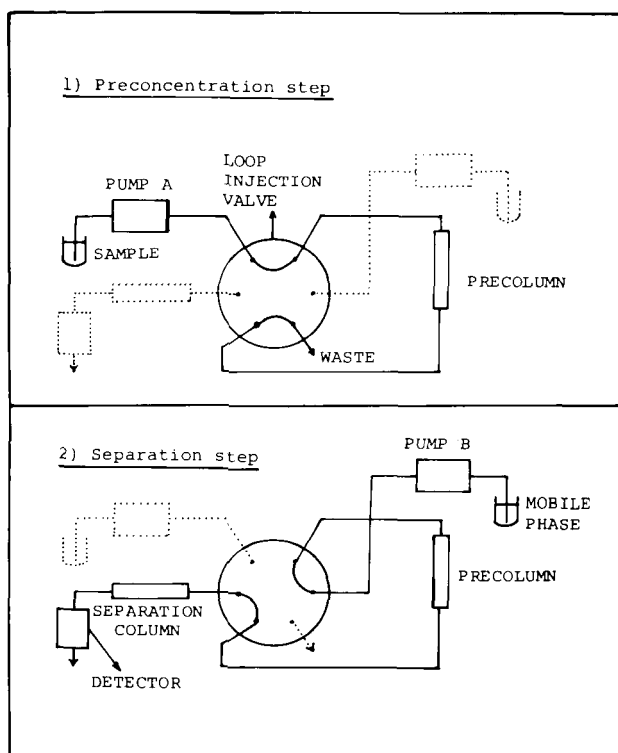 1) Preconcentration step
LOOP
INJECTION
VALVE
PUMP A
SAMPLE
PRECOLUMN
WASTE
2) Separation step
PUMP B
MOBILE
PHASE
PRECOLUMN
SEPARATION
COLUMN
DETECTOR